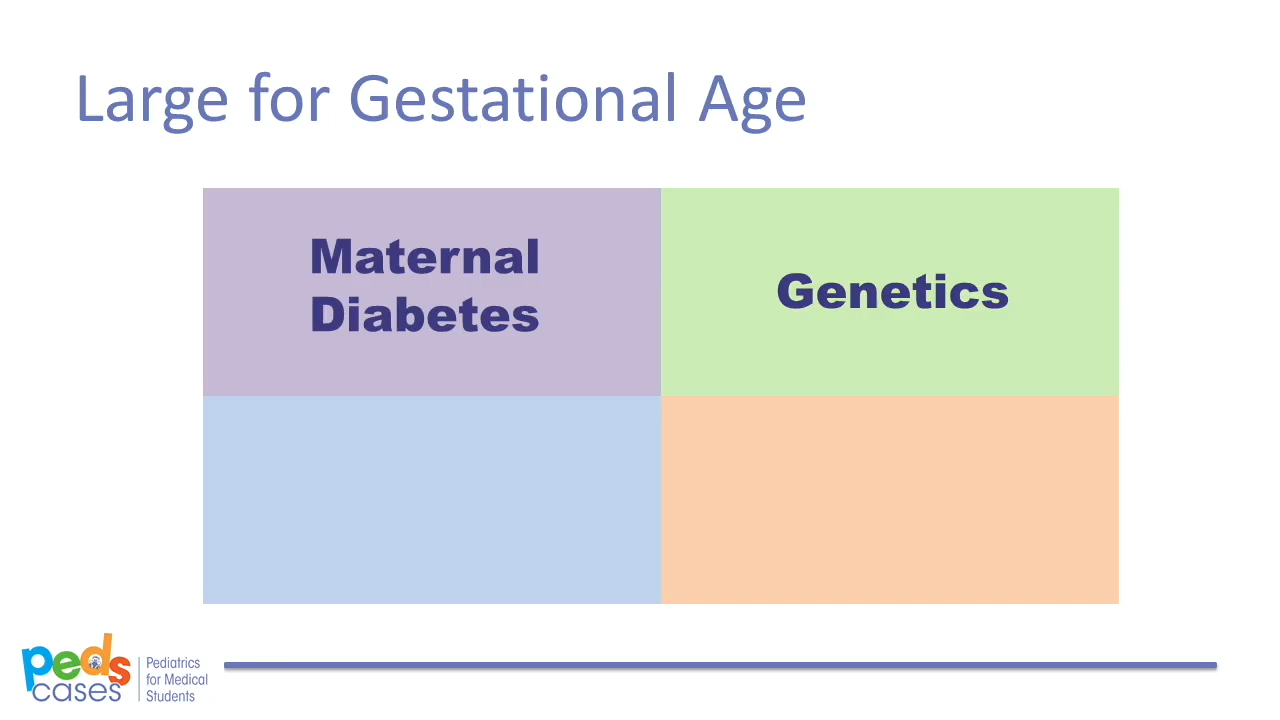 Large for Gestational Age
Maternal
Diabetes
Genetics
peds
cases
Pediatrics
for Medical
Students